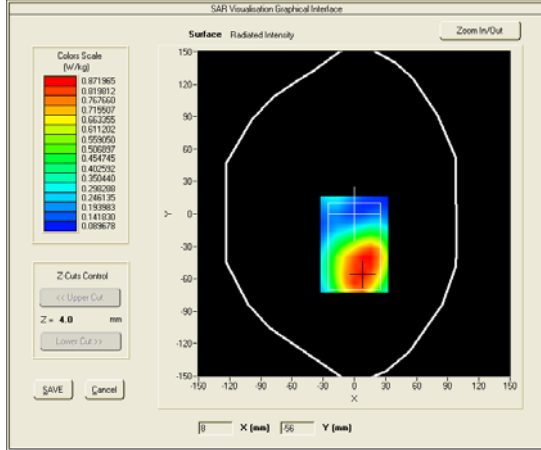 SAR Visualisation Graphical Interface
Surface Radiated Intensity
Zoom In/Out
Colors Scale
(W/kg)
0.871965
0.819812
0.767660
0.715507
0.663355
0.611202
0.559050
0.506897
0.454745
0.402592
0.350440
0.298288
0.246135
0.193983
0.141830
0.089678
150
120
90
60
30
0
-30
-60
-90
-120
-150
Y
-150 -120 -90 -60 -30 0 30 60 90 120 150
X
Z Cuts Control
<< Upper Cut
Z = 4.0 mm
Lower Cut >>
SAVE Cancel
8 X (mm) -56 Y (mm)